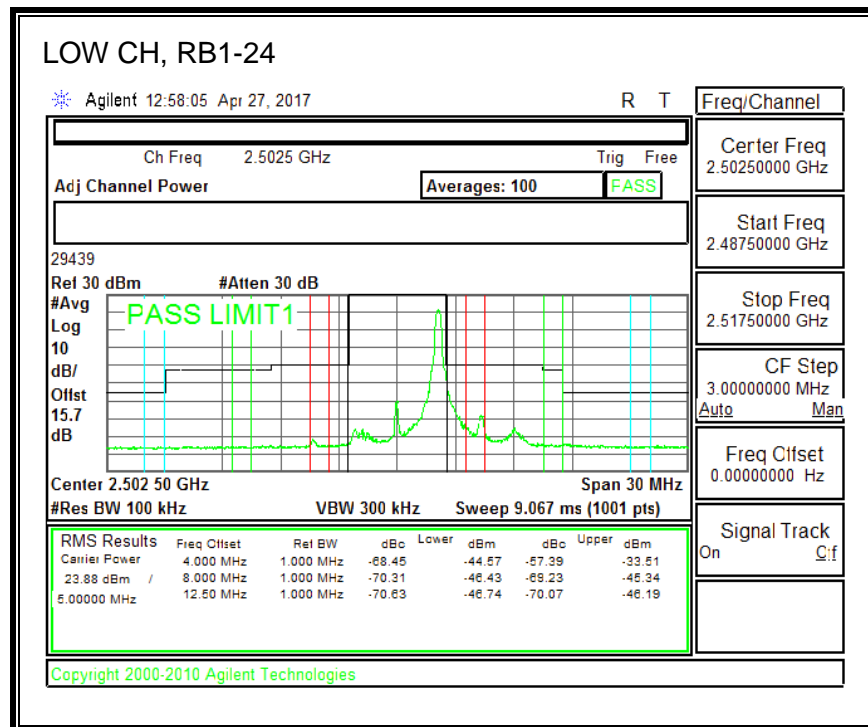 LOW CH, RB1-24
Agilent 12:58:05 Apr 27, 2017 R T
Ch Freq 2.5025 GHz Trig Free
Adj Channel Power Averages: 100 PASS
29439
Ref 30 dBm #Atten 30 dB
#Avg
Log
10
dB/
Offst
15.7
dB
PASS LIMIT1
Center 2.502 50 GHz Span 30 MHz
#Res BW 100 kHz VBW 300 kHz Sweep 9.067 ms (1001 pts)
RMS Results Freq Offset Ref BW dBc Lower dBm dBc Upper dBm
Carrier Power 4.000 MHz 1.000 MHz -68.45 -44.57 -57.39 -33.51
23.88 dBm / 8.000 MHz 1.000 MHz -70.31 -46.43 -69.23 -45.34
5.00000 MHz 12.50 MHz 1.000 MHz -70.63 -46.74 -70.07 -46.19
Copyright 2000-2010 Agilent Technologies
Freq/Channel
Center Freq
2.50250000 GHz
Start Freq
2.48750000 GHz
Stop Freq
2.51750000 GHz
CF Step
3.00000000 MHz
Auto Man
Freq Offset
0.00000000 Hz
Signal Track
On Off